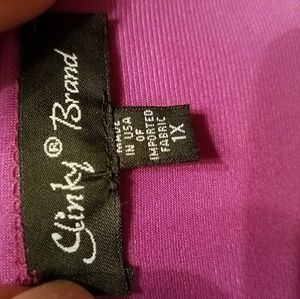 Slinky® Brand
MADE
IN USA
OF
IMPORTED
FABRIC
1X